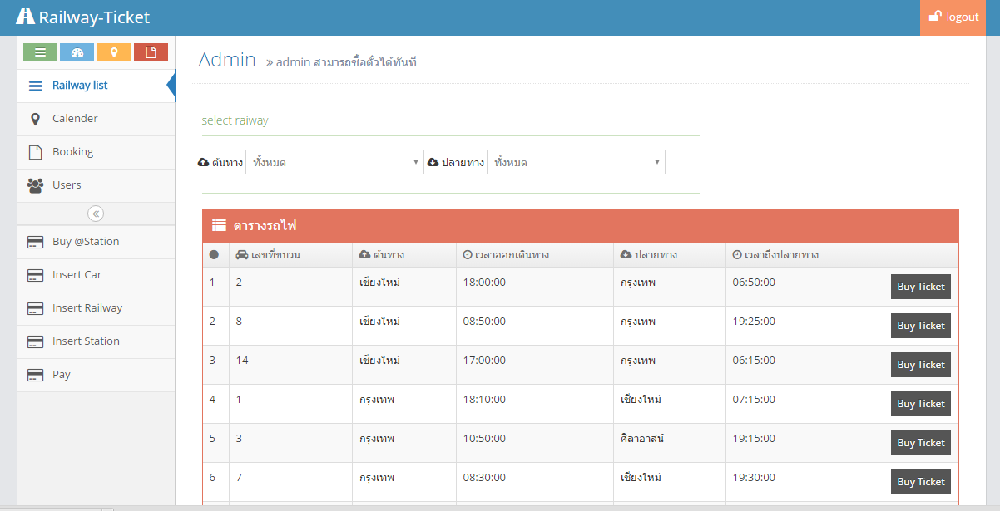 Railway-Ticket
logout
Admin » admin สามารถซื้อตั๋วได้ทันที
Railway list
Calender
Booking
Users
Buy @Station
Insert Car
Insert Railway
Insert Station
Pay
select raiway
ต้นทาง ทั้งหมด ปลายทาง ทั้งหมด
ตารางรถไฟ
เลขที่ขบวน ต้นทาง เวลาออกเดินทาง ปลายทาง เวลาถึงปลายทาง
1 2 เชียงใหม่ 18:00:00 กรุงเทพ 06:50:00 Buy Ticket
2 8 เชียงใหม่ 08:50:00 กรุงเทพ 19:25:00 Buy Ticket
3 14 เชียงใหม่ 17:00:00 กรุงเทพ 06:15:00 Buy Ticket
4 1 กรุงเทพ 18:10:00 เชียงใหม่ 07:15:00 Buy Ticket
5 3 กรุงเทพ 10:50:00 ศิลาอาสน์ 19:15:00 Buy Ticket
6 7 กรุงเทพ 08:30:00 เชียงใหม่ 19:30:00 Buy Ticket